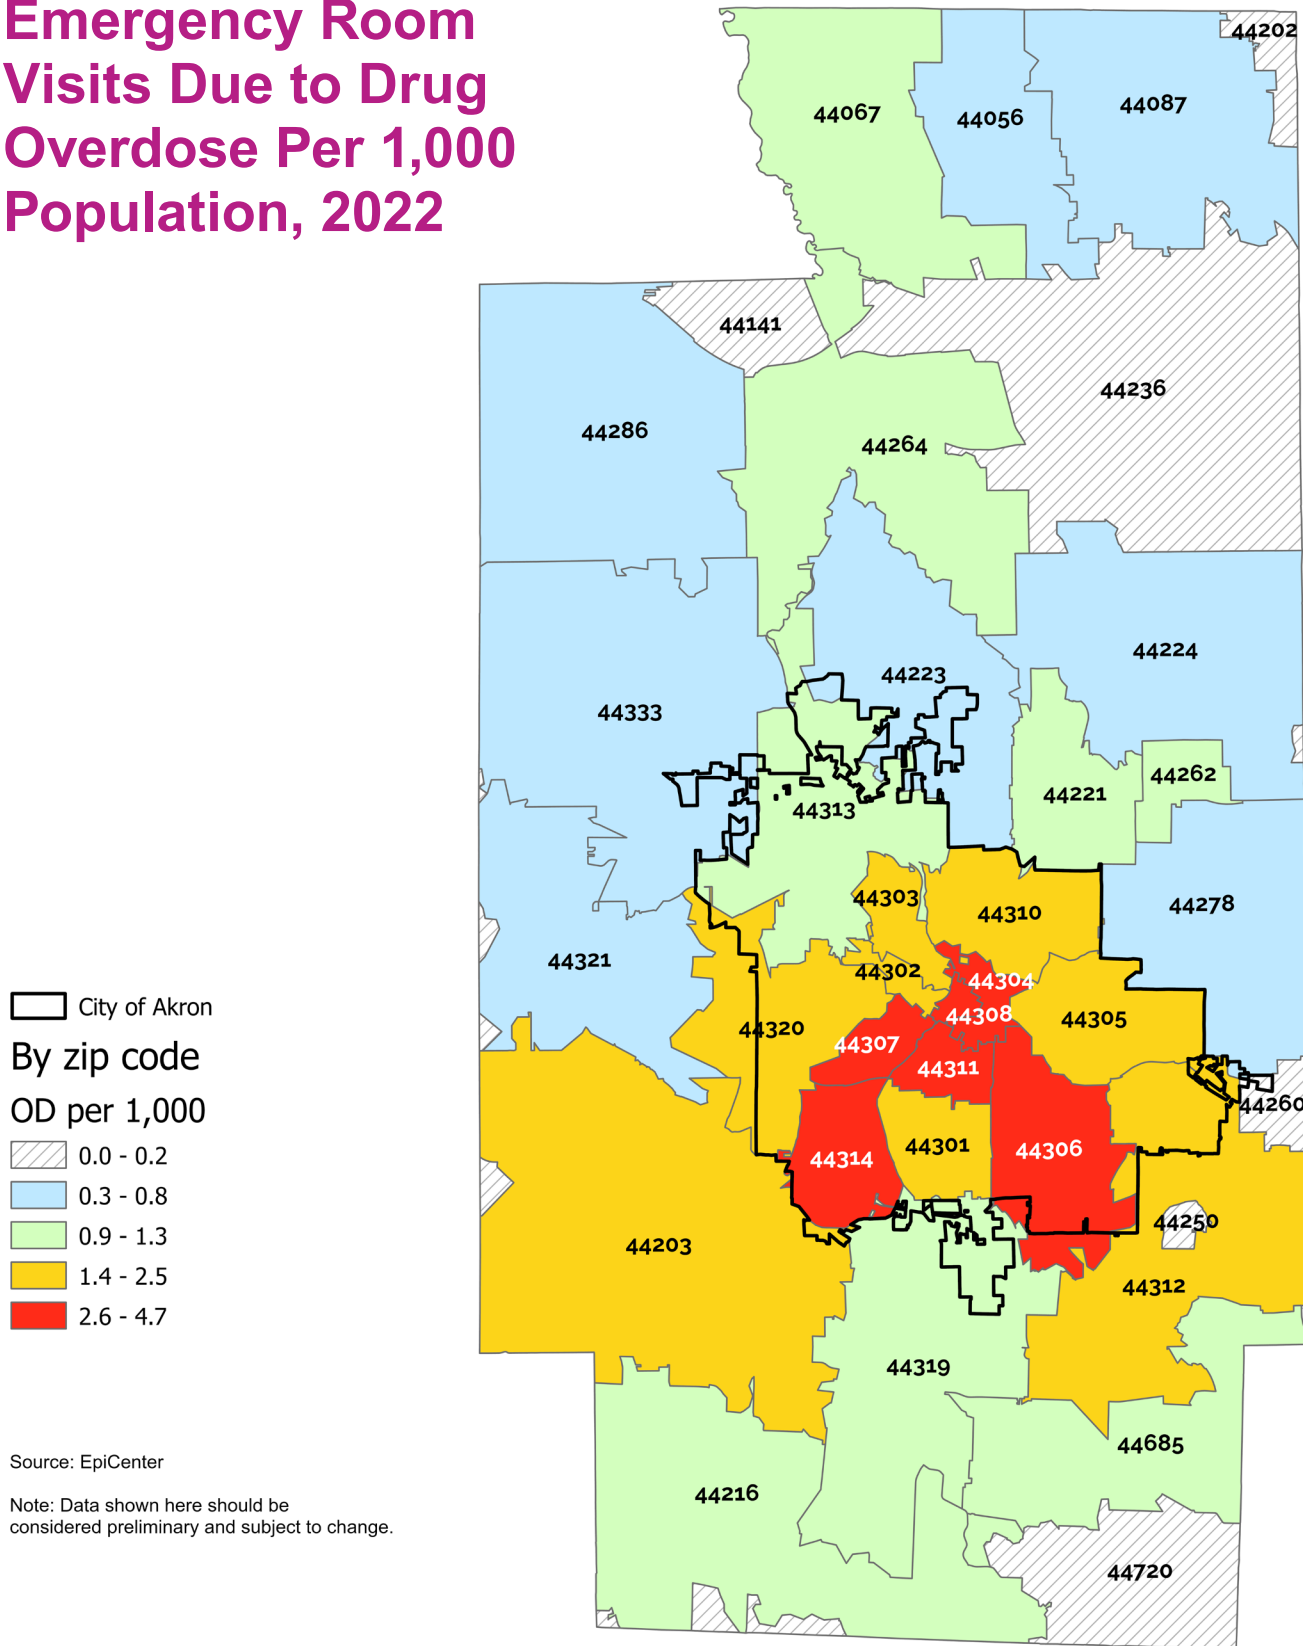 Emergency Room
Visits Due to Drug
Overdose Per 1,000
Population, 2022
44202
44067
44056
44087
44141
44236
44286
44264
44224
44223
44333
44262
44221
44313
44303
44310
44278
44321
44302
44304
44308
44305
44320
44307
44311
44260
44301
44306
44314
44250
44203
44312
44319
44685
44216
44720
City of Akron
By zip code
OD per 1,000
0.0 - 0.2
0.3 - 0.8
0.9 - 1.3
1.4 - 2.5
2.6 - 4.7
Source: EpiCenter
Note: Data shown here should be
considered preliminary and subject to change.